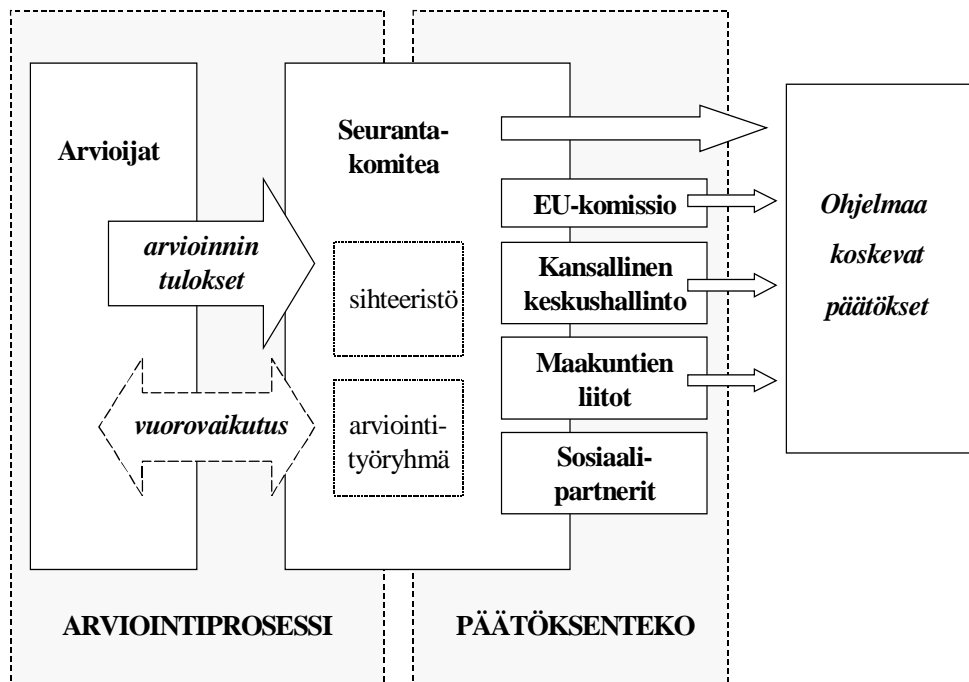 Arvioijat
arvioinnin
tulokset
vuorovaikutus
Seuranta-
komitea
sihteeristö
arviointi-
työryhmä
EU-komissio
Kansallinen
keskushallinto
Maakuntien
liitot
Sosiaali-
partnerit
Ohjelmaa
koskevat
päätökset
ARVIOINTIPROSESSI
PÄÄTÖKSENTEKO